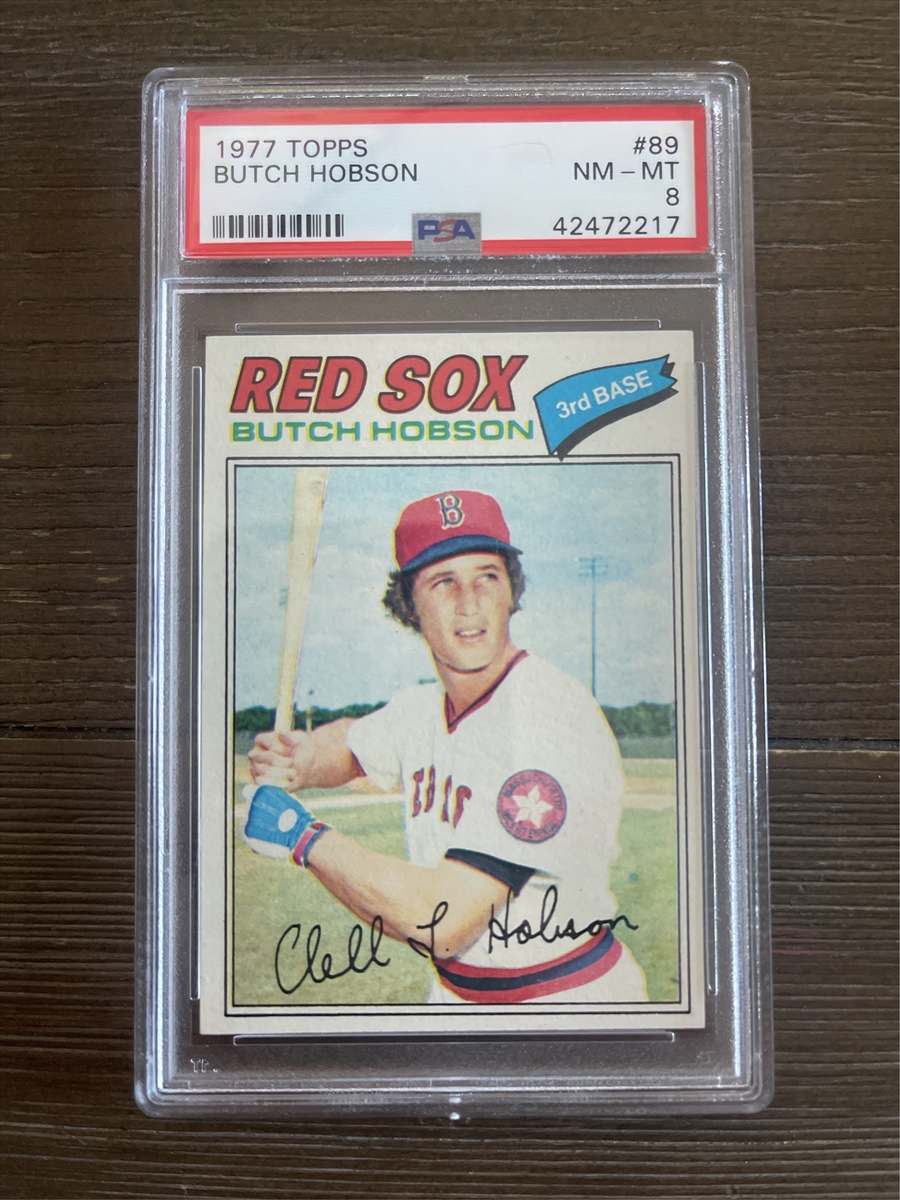 1977 TOPPS #89
BUTCH HOBSON NM – MT
8
PSA 42472217
RED SOX
BUTCH HOBSON
3rd BASE
B
Clell L. Hobson